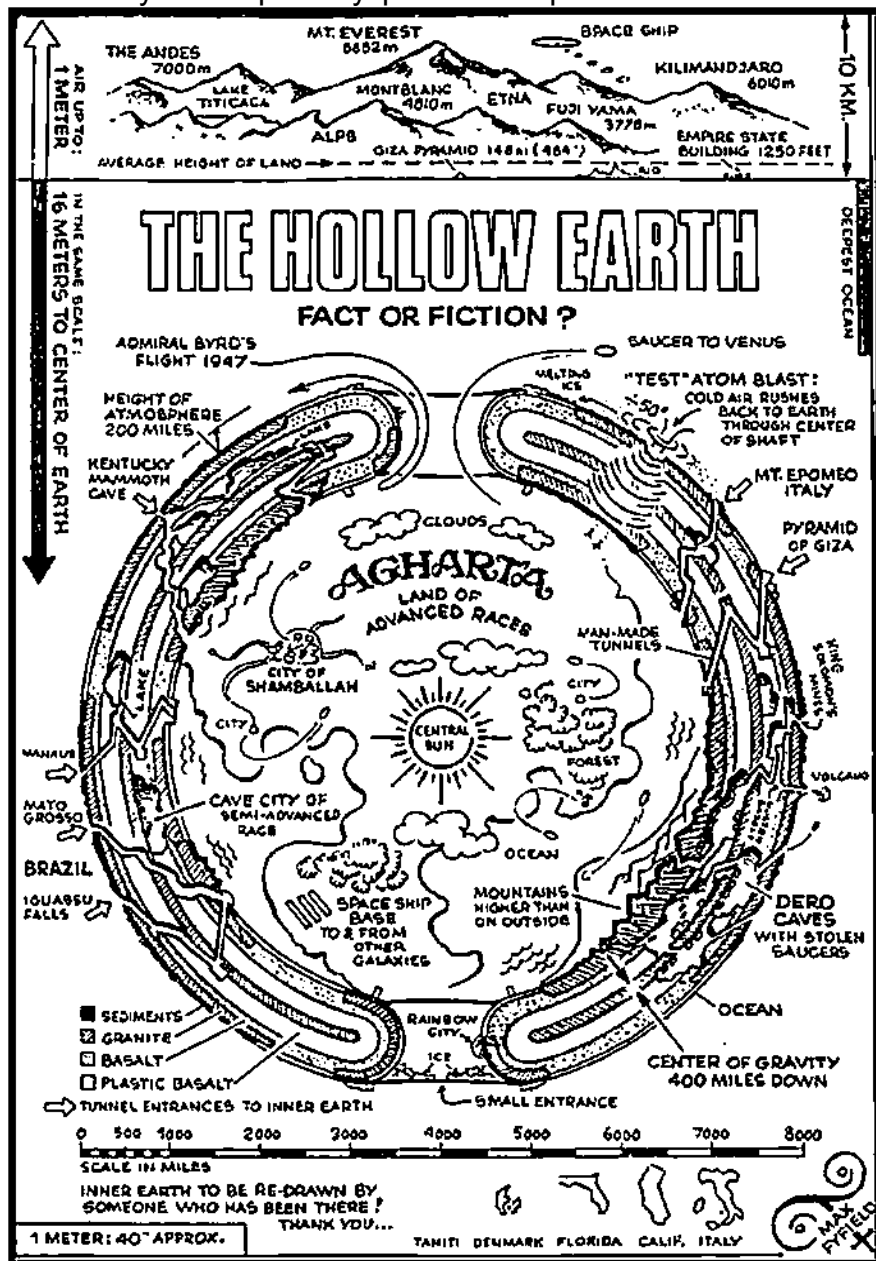 MT. EVEREST
8882m
SPACE SHIP
THE ANDES
7000m
KILIMANDJARO
6010m
LAKE
TITICACA
MONTBLANC
4810m
ETNA
FUJI YAMA
3778m
ALPS
GIZA PYRAMID 148m (484')
EMPIRE STATE
BUILDING 1250 FEET
AVERAGE HEIGHT OF LAND
AIR UP TO:
1 METER
10 KM.
IN THE SAME SCALE:
16 METERS TO CENTER OF EARTH
DEEPEST OCEAN
THE HOLLOW EARTH
FACT OR FICTION?
ADMIRAL BYRD'S
FLIGHT 1947
SAUCER TO VENUS
MELTING
ICE
"TEST" ATOM BLAST:
COLD AIR RUSHES
BACK TO EARTH
THROUGH CENTER
OF SHAFT
HEIGHT OF
ATMOSPHERE
200 MILES
KENTUCKY
MAMMOTH
CAVE
MT. EPOMEO
ITALY
PYRAMID
OF GIZA
CLOUDS
AGHARTA
LAND OF
ADVANCED RACES
MAN-MADE
TUNNELS
KING
SOLOMON'S
MINES
CITY OF
SHAMBALLAH
LAKE
CITY
CITY
CENTRAL
SUN
FOREST
MANAUS
VOLCANO
MATO
GROSSO
CAVE CITY OF
SEMI-ADVANCED
RACE
OCEAN
BRAZIL
IGUASSU
FALLS
SPACE SHIP
BASE
TO & FROM
OTHER
GALAXIES
MOUNTAINS
HIGHER THAN
ON OUTSIDE
DERO
CAVES
WITH STOLEN
SAUCERS
OCEAN
SEDIMENTS
GRANITE
BASALT
PLASTIC BASALT
RAINBOW
CITY
ICE
CENTER OF GRAVITY
400 MILES DOWN
TUNNEL ENTRANCES TO INNER EARTH
SMALL ENTRANCE
0 500 1000 2000 3000 4000 5000 6000 7000 8000
SCALE IN MILES
INNER EARTH TO BE RE-DRAWN BY
SOMEONE WHO HAS BEEN THERE!
THANK YOU...
1 METER: 40" APPROX.
TAHITI DENMARK FLORIDA CALIF. ITALY
MAX
FYFIELD